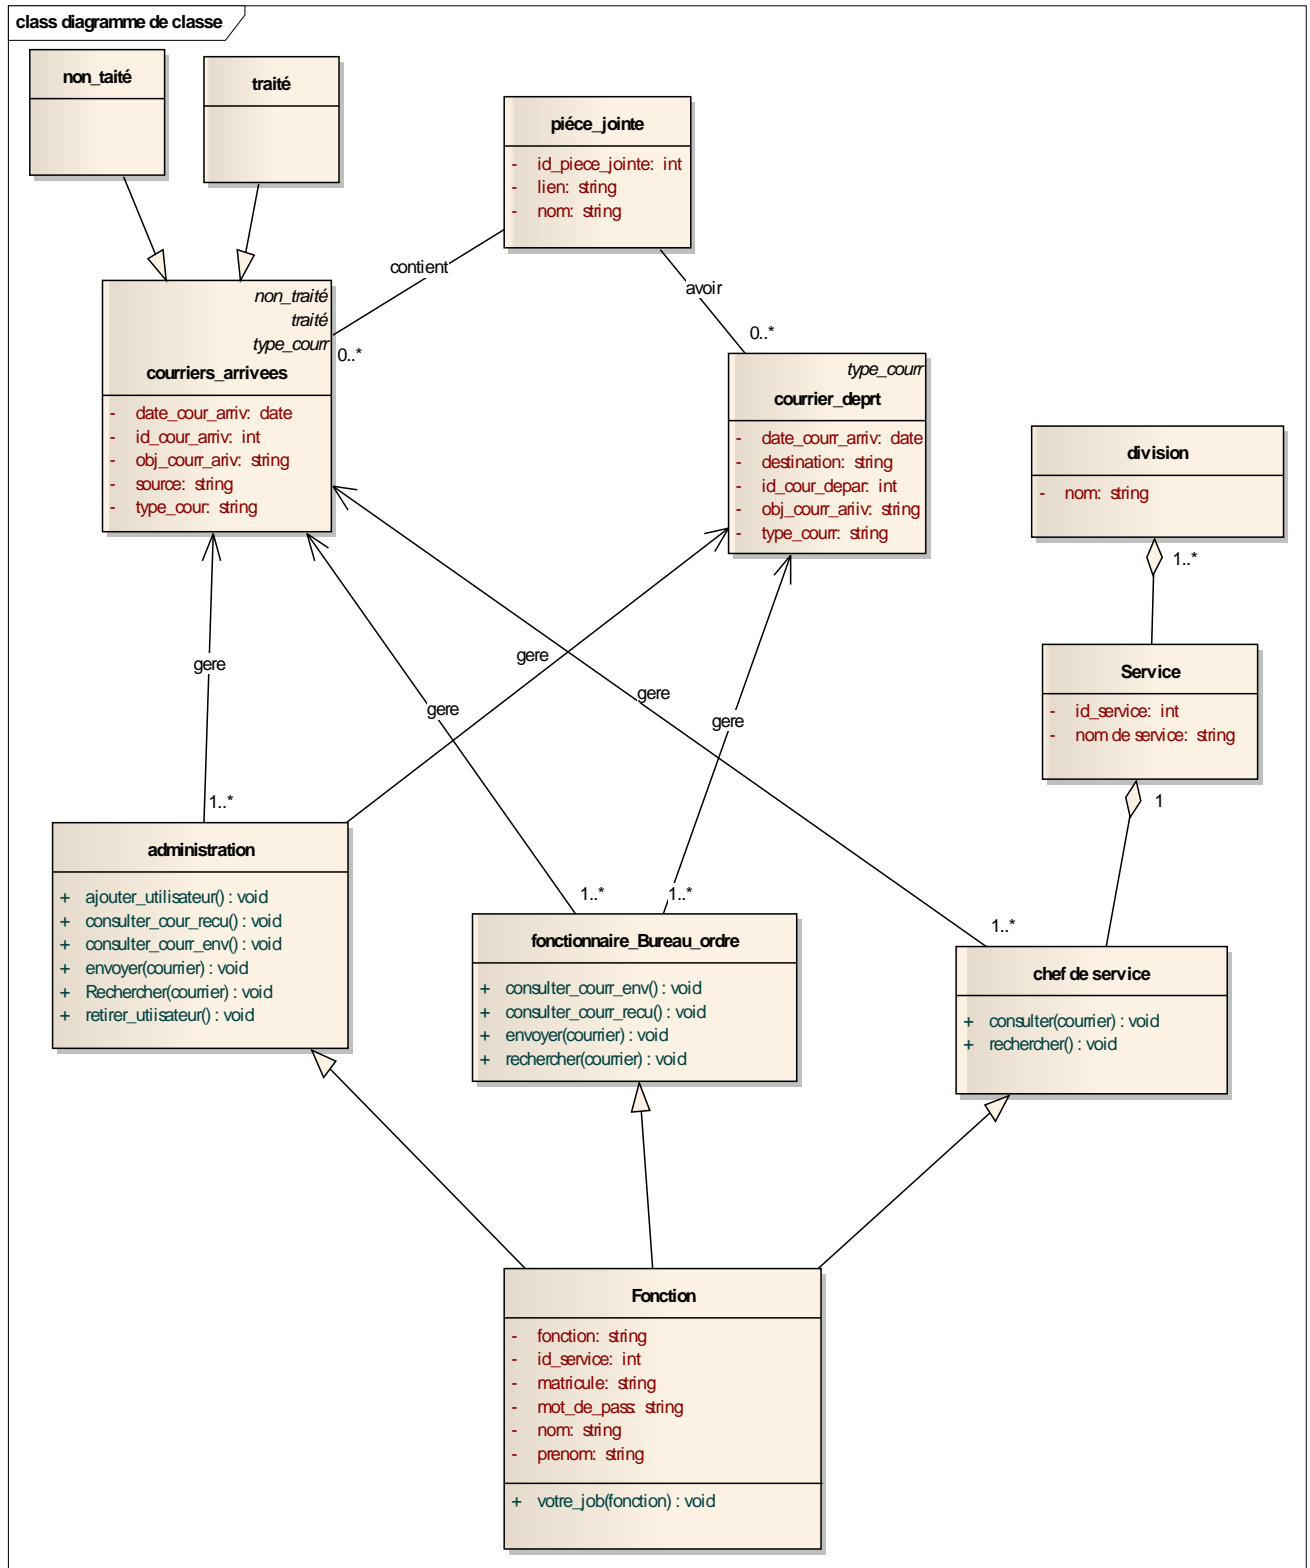 class diagramme de classe
non_taité
traité
piéce_jointe
- id_piece_jointe: int
- lien: string
- nom: string
contient
avoir
0..*
0..*
non_traité
traité
type_courr
courriers_arrivees
- date_cour_arriv: date
- id_cour_arriv: int
- obj_courr_ariv: string
- source: string
- type_cour: string
type_courr
courrier_deprt
- date_courr_arriv: date
- destination: string
- id_cour_depar: int
- obj_courr_ariiv: string
- type_courr: string
division
- nom: string
1..*
Service
- id_service: int
- nom de service: string
1
gere
gere
gere
gere
gere
1..*
1..*
1..*
1..*
administration
+ ajouter_utilisateur() : void
+ consulter_cour_recu() : void
+ consulter_courr_env() : void
+ envoyer(courrier) : void
+ Rechercher(courrier) : void
+ retirer_utiisateur() : void
fonctionnaire_Bureau_ordre
+ consulter_courr_env() : void
+ consulter_courr_recu() : void
+ envoyer(courrier) : void
+ rechercher(courrier) : void
chef de service
+ consulter(courrier) : void
+ rechercher() : void
Fonction
- fonction: string
- id_service: int
- matricule: string
- mot_de_pass: string
- nom: string
- prenom: string
+ votre_job(fonction) : void